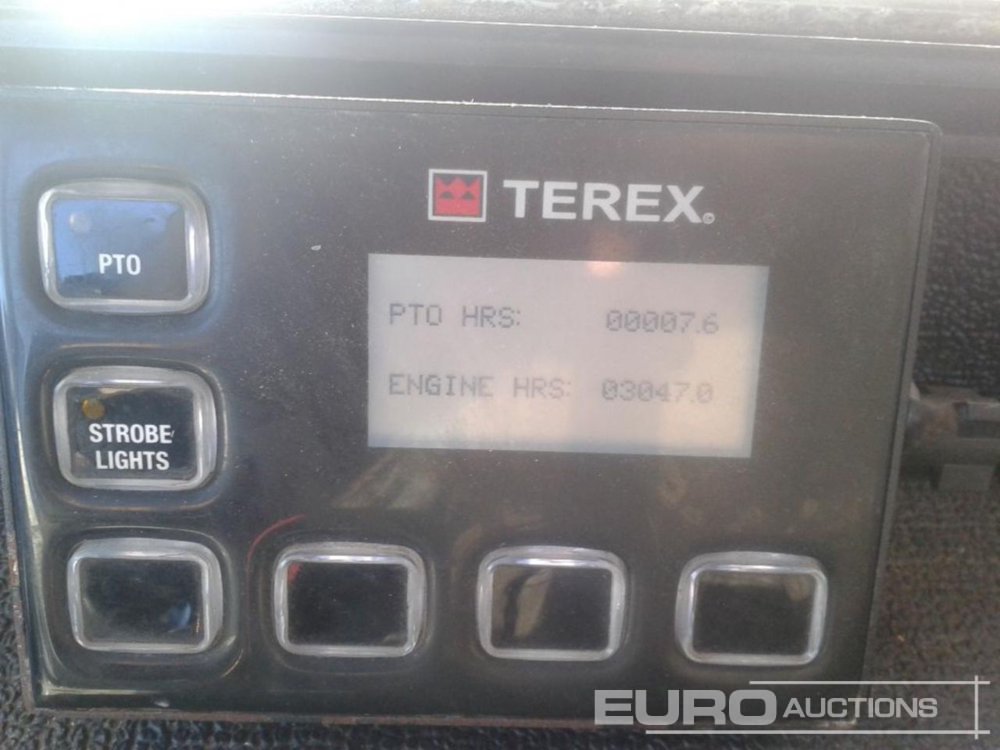 TEREX
PTO
PTO HRS: 00007.6
ENGINE HRS: 03047.0
STROBE/
LIGHTS
EURO AUCTIONS